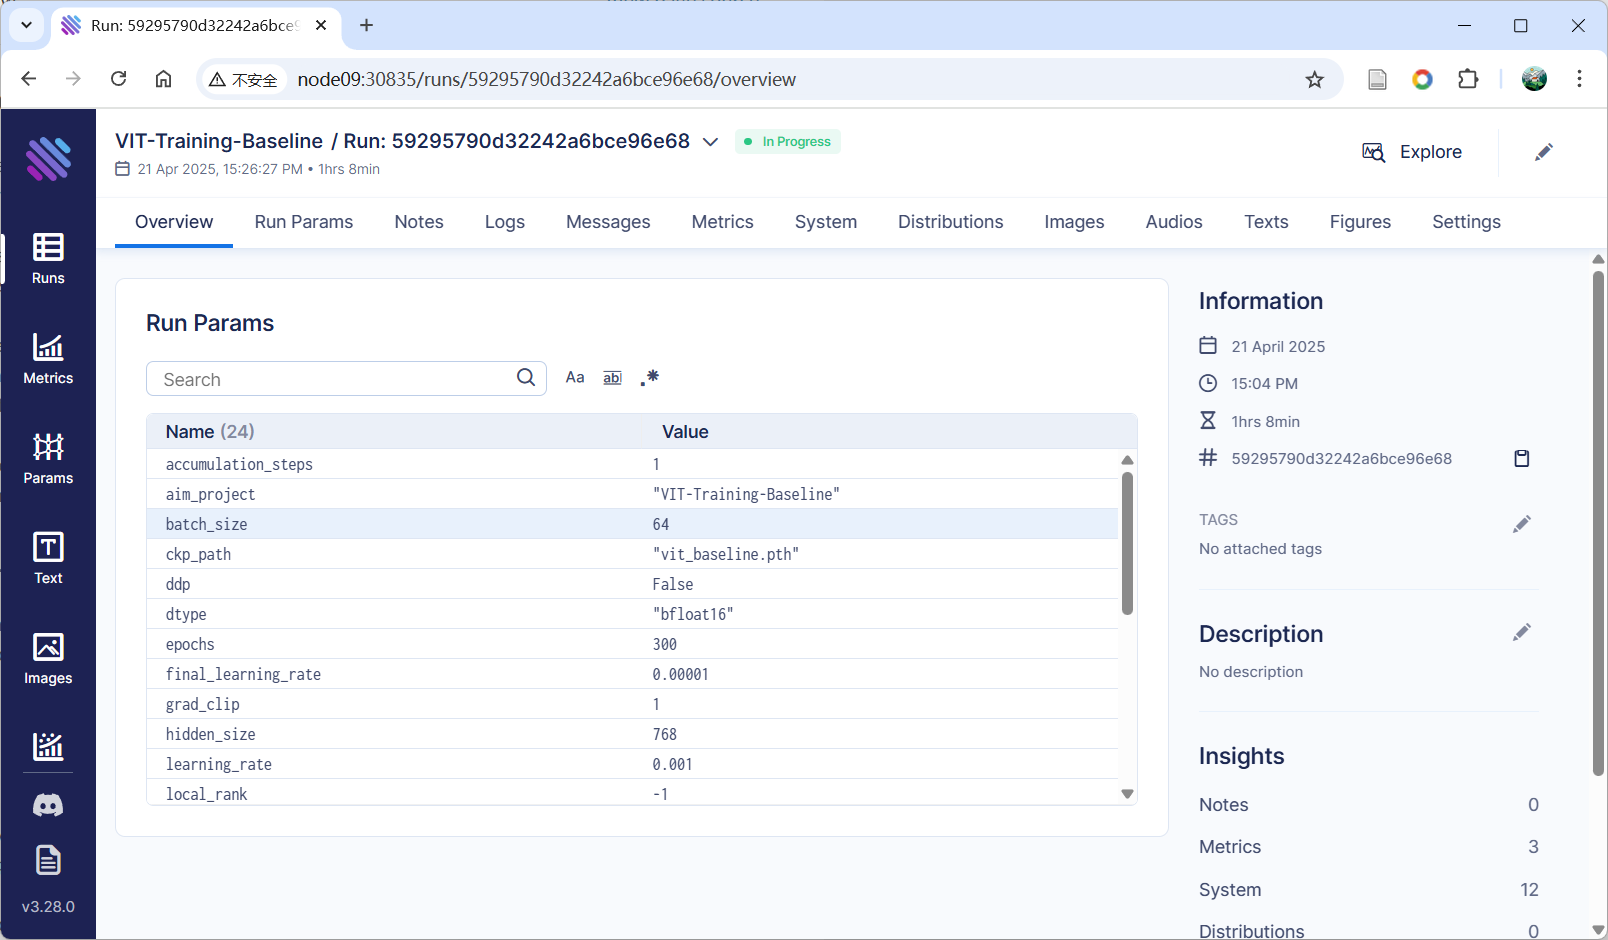 Run: 59295790d32242a6bce9
不安全
node09:30835/runs/59295790d32242a6bce96e68/overview
VIT-Training-Baseline / Run: 59295790d32242a6bce96e68
In Progress
21 Apr 2025, 15:26:27 PM • 1hrs 8min
Explore
Overview
Run Params
Notes
Logs
Messages
Metrics
System
Distributions
Images
Audios
Texts
Figures
Settings
Runs
Metrics
Params
Text
Images
v3.28.0
Run Params
Search
Aa
ab
.*
Name (24) Value
accumulation_steps 1
aim_project "VIT-Training-Baseline"
batch_size 64
ckp_path "vit_baseline.pth"
ddp False
dtype "bfloat16"
epochs 300
final_learning_rate 0.00001
grad_clip 1
hidden_size 768
learning_rate 0.001
local_rank -1
Information
21 April 2025
15:04 PM
1hrs 8min
59295790d32242a6bce96e68
TAGS
No attached tags
Description
No description
Insights
Notes 0
Metrics 3
System 12
Distributions 0